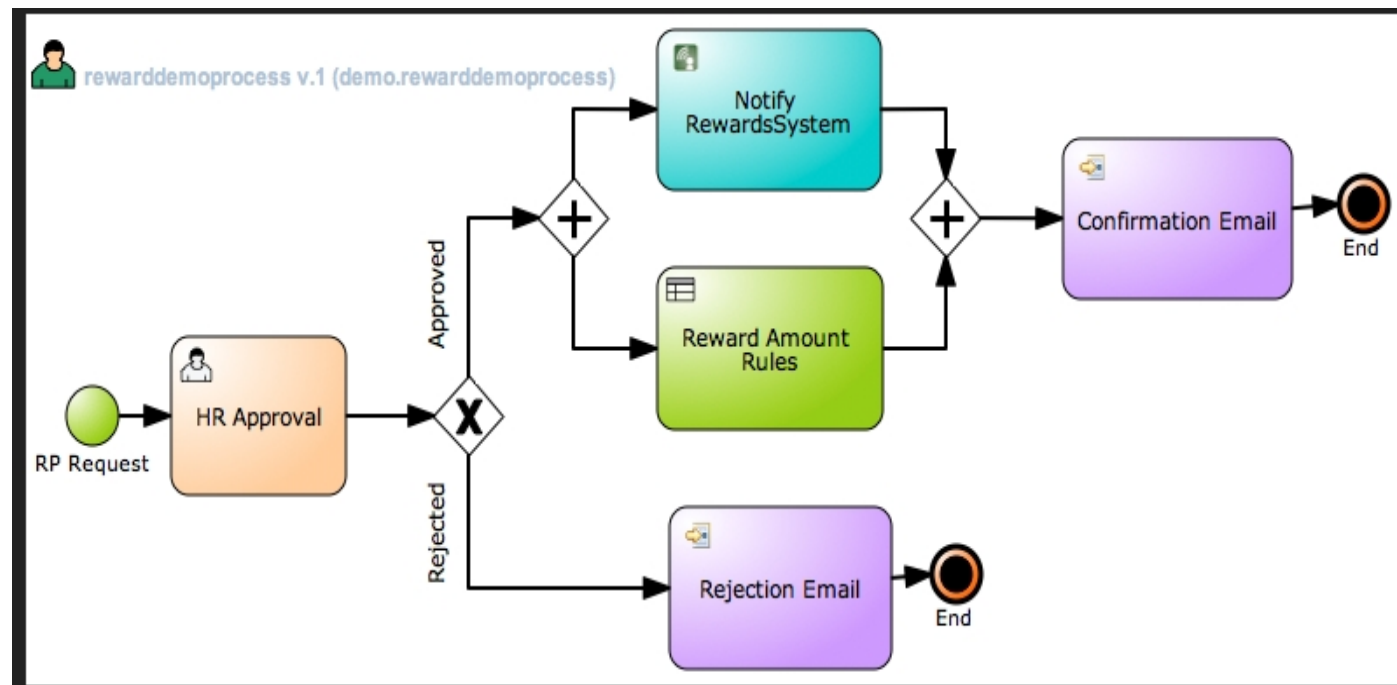 rewarddemoprocess v.1 (demo.rewarddemoprocess)
Notify
RewardsSystem
Confirmation Email
End
Approved
Reward Amount
Rules
HR Approval
X
RP Request
Rejected
Rejection Email
End